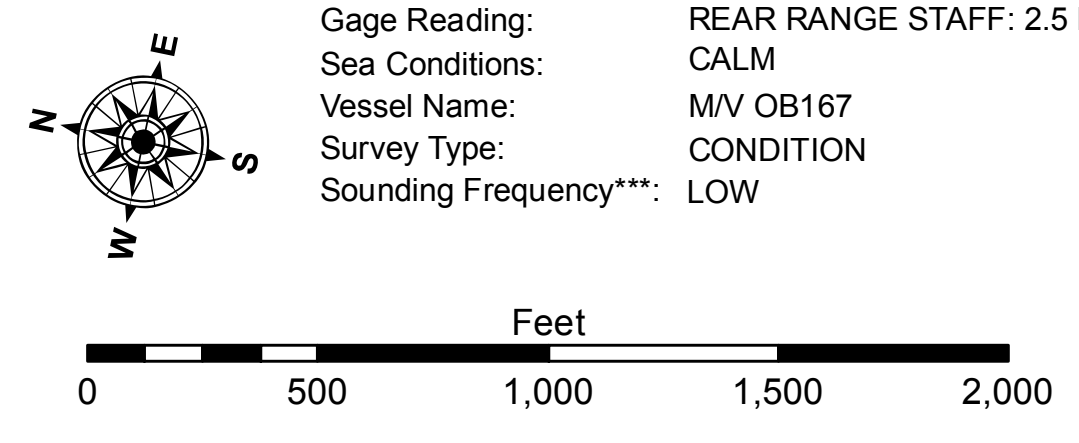 Gage Reading: REAR RANGE STAFF: 2.5
Sea Conditions: CALM
Vessel Name: M/V OB167
Survey Type: CONDITION
Sounding Frequency***: LOW
N
E
S
W
Feet
0 500 1,000 1,500 2,000